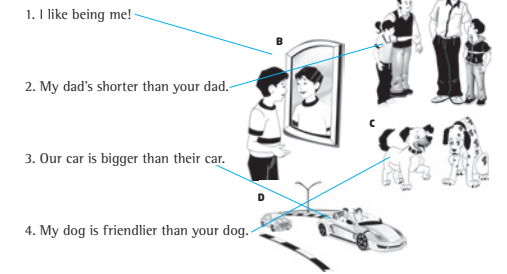 1. I like being me!
B
2. My dad's shorter than your dad.
C
3. Our car is bigger than their car.
D
4. My dog is friendlier than your dog.